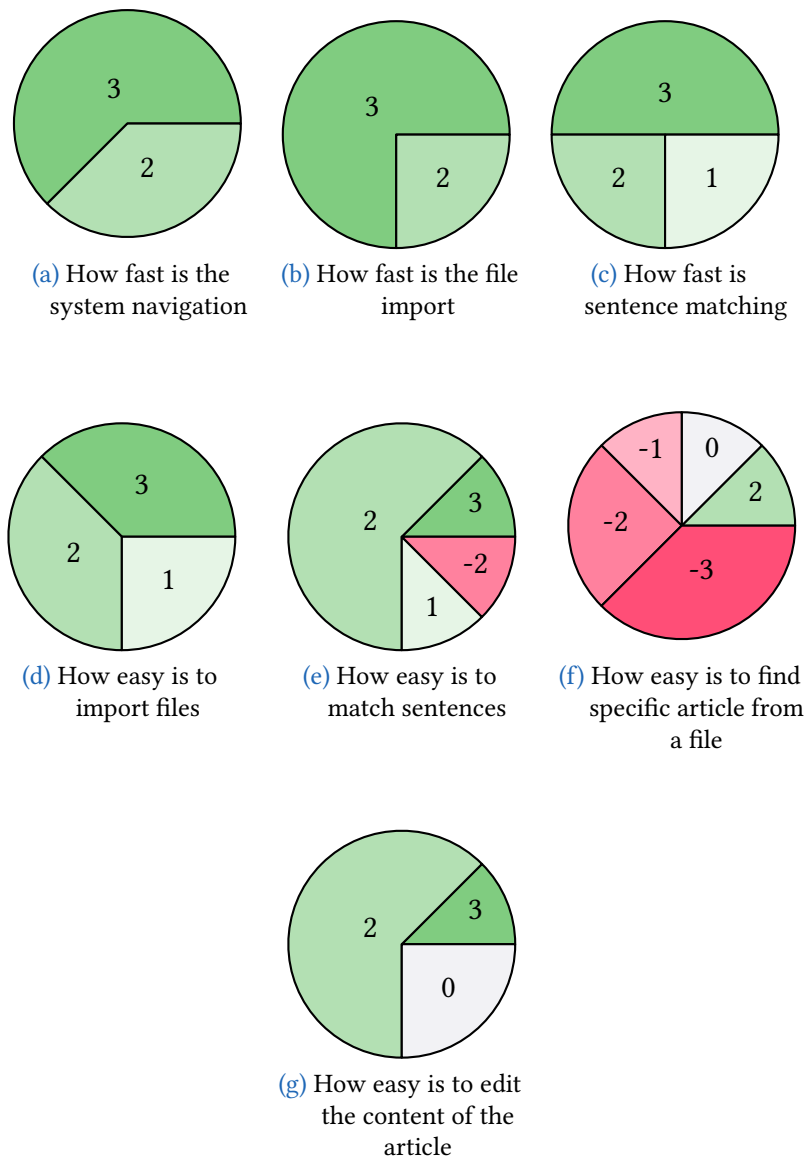 3
2
(a) How fast is the
system navigation
3
2
(b) How fast is the file
import
3
2
1
(c) How fast is
sentence matching
3
2
1
(d) How easy is to
import files
3
2
-2
1
(e) How easy is to
match sentences
-1
0
2
-2
-3
(f) How easy is to find
specific article from
a file
3
2
0
(g) How easy is to edit
the content of the
article